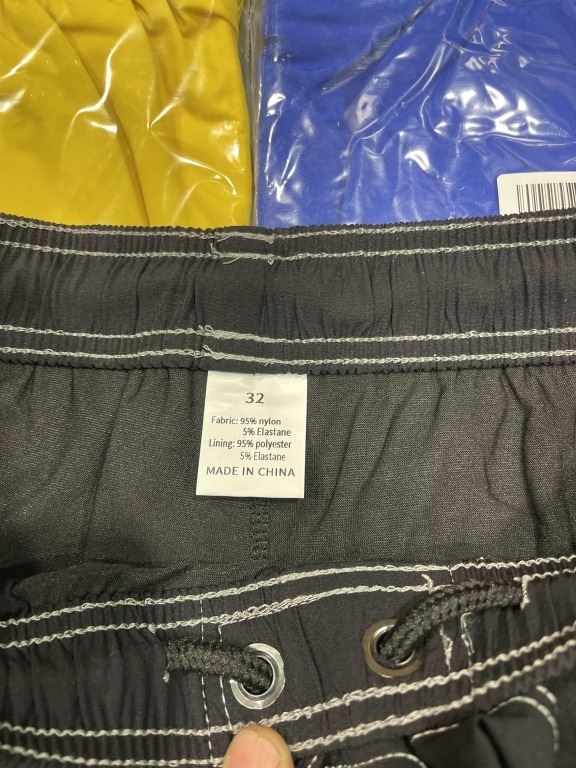 32
Fabric: 95% nylon
5% Elastane
Lining: 95% polyester
5% Elastane
MADE IN CHINA